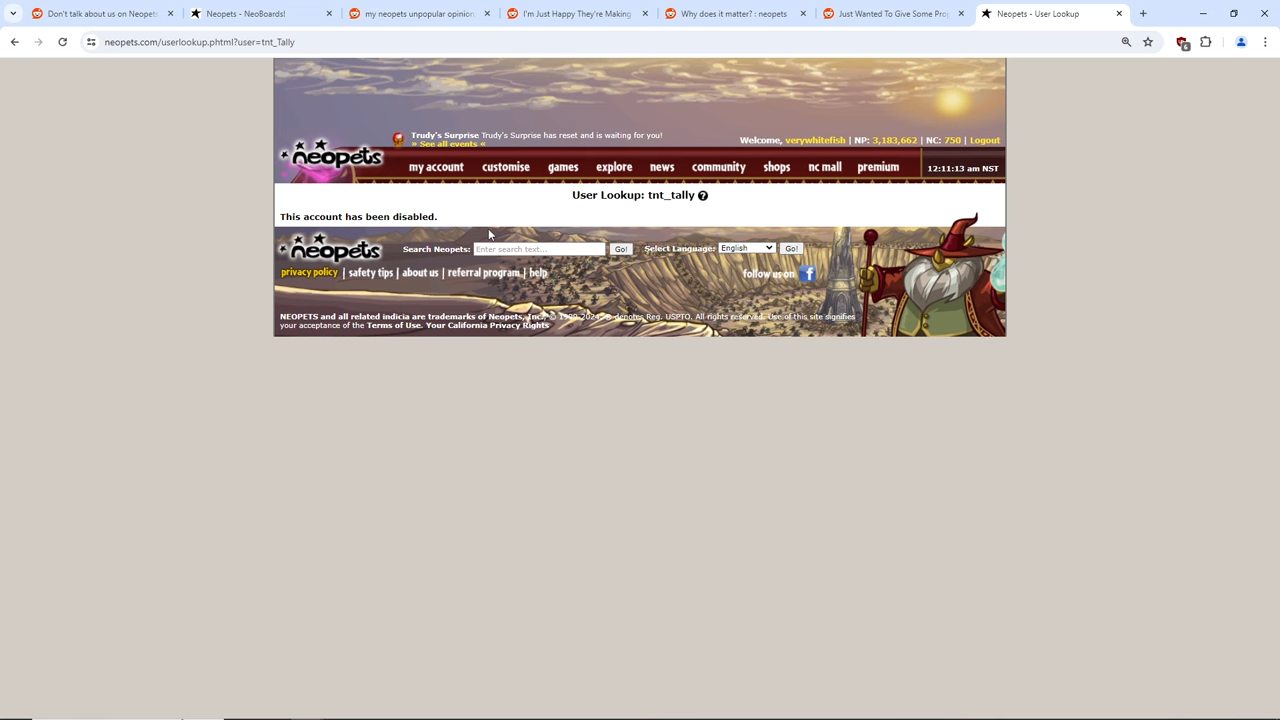 Don't talk about us on Neopets
Neopets - NeoBoards!
my neopets unpopular opinion
I'm Just Happy They're Making
Why does it matter? : neopets
Just Wanted To Give Some Prop
Neopets - User Lookup
neopets.com/userlookup.phtml?user=tnt_Tally
6
Trudy's Surprise Trudy's Surprise has reset and is waiting for you!
» See all events «
Welcome, verywhitefish | NP: 3,183,662 | NC: 750 | Logout
neopets
my account customise games explore news community shops nc mall premium
12:11:13 am NST
User Lookup: tnt_tally ?
This account has been disabled.
neopets
Search Neopets: Enter search text... Go! Select Language: English Go!
privacy policy | safety tips | about us | referral program | help
follow us on f
NEOPETS and all related indicia are trademarks of Neopets, Inc., © 1999-2024. ® denotes Reg. USPTO. All rights reserved. Use of this site signifies
your acceptance of the Terms of Use. Your California Privacy Rights